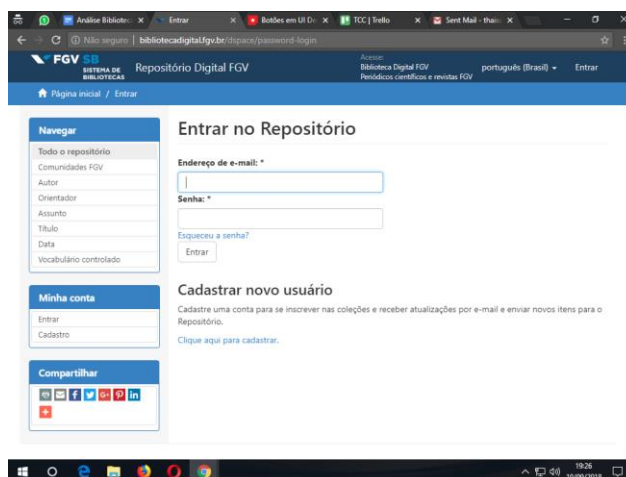 Análise Bibliotec
Entrar
Botões em UI De
TCC | Trello
Sent Mail - thais
Não seguro | bibliotecadigital.fgv.br/dspace/password-login
FGV SB
SISTEMA DE
BIBLIOTECAS
Repositório Digital FGV
Acesse:
Biblioteca Digital FGV
Periódicos científicos e revistas FGV
português (Brasil)
Entrar
Página inicial / Entrar
Navegar
Todo o repositório
Comunidades FGV
Autor
Orientador
Assunto
Título
Data
Vocabulário controlado
Minha conta
Entrar
Cadastro
Compartilhar
Entrar no Repositório
Endereço de e-mail: *
Senha: *
Esqueceu a senha?
Entrar
Cadastrar novo usuário
Cadastre uma conta para se inscrever nas coleções e receber atualizações por e-mail e enviar novos itens para o
Repositório.
Clique aqui para cadastrar.
19:26